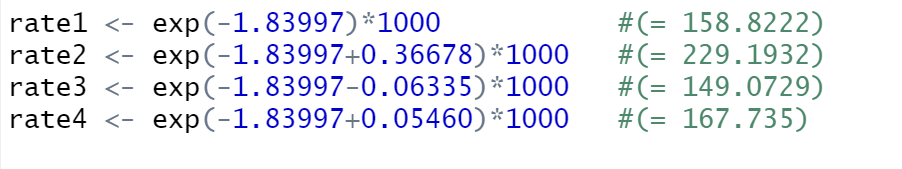 rate1 <- exp(-1.83997)*1000 #(= 158.8222)
rate2 <- exp(-1.83997+0.36678)*1000 #(= 229.1932)
rate3 <- exp(-1.83997-0.06335)*1000 #(= 149.0729)
rate4 <- exp(-1.83997+0.05460)*1000 #(= 167.735)